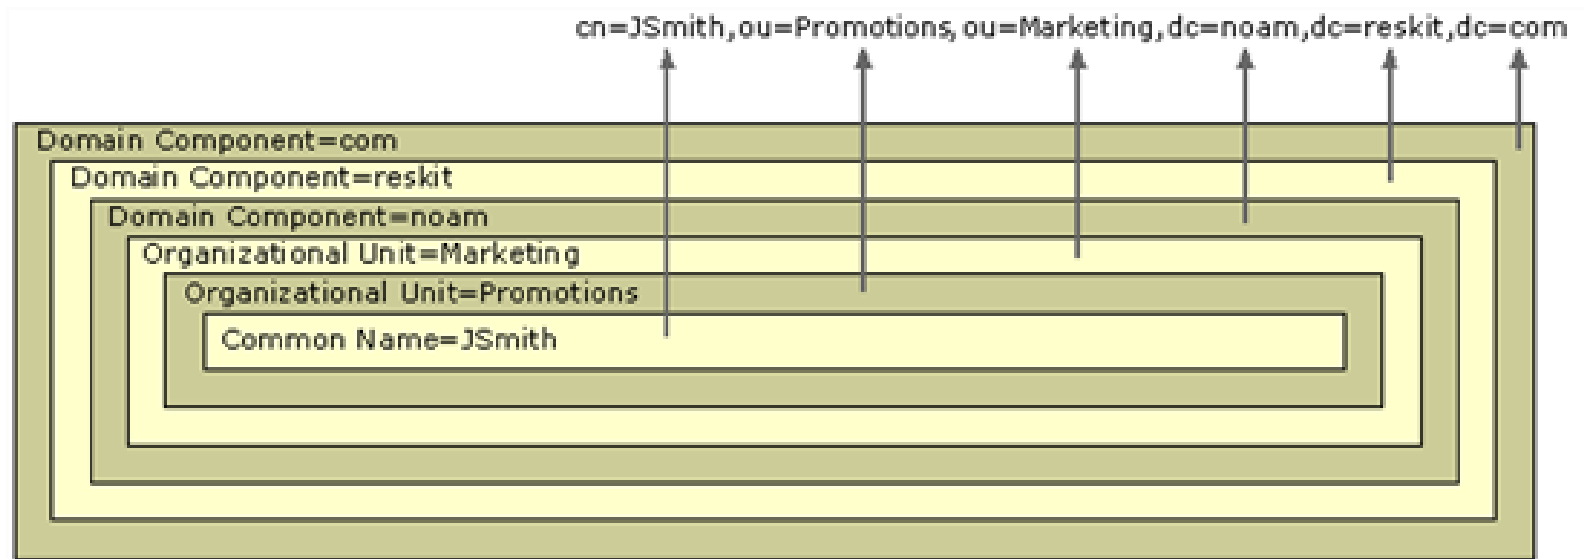 cn=JSmith,ou=Promotions,ou=Marketing,dc=noam,dc=reskit,dc=com
Domain Component=com
Domain Component=reskit
Domain Component=noam
Organizational Unit=Marketing
Organizational Unit=Promotions
Common Name=JSmith